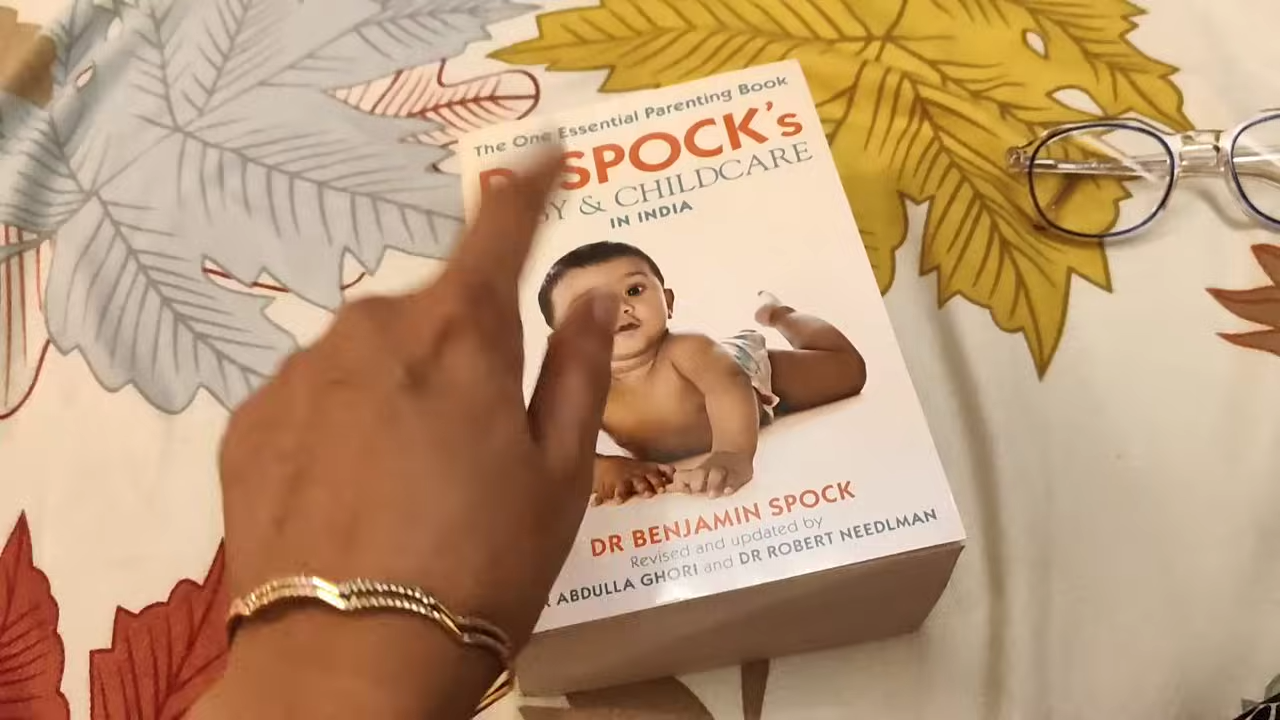 The One Essential Parenting Book
SPOCK's
& CHILDCARE
IN INDIA
DR BENJAMIN SPOCK
Revised and updated by
ABDULLA GHORI and DR ROBERT NEEDLMAN